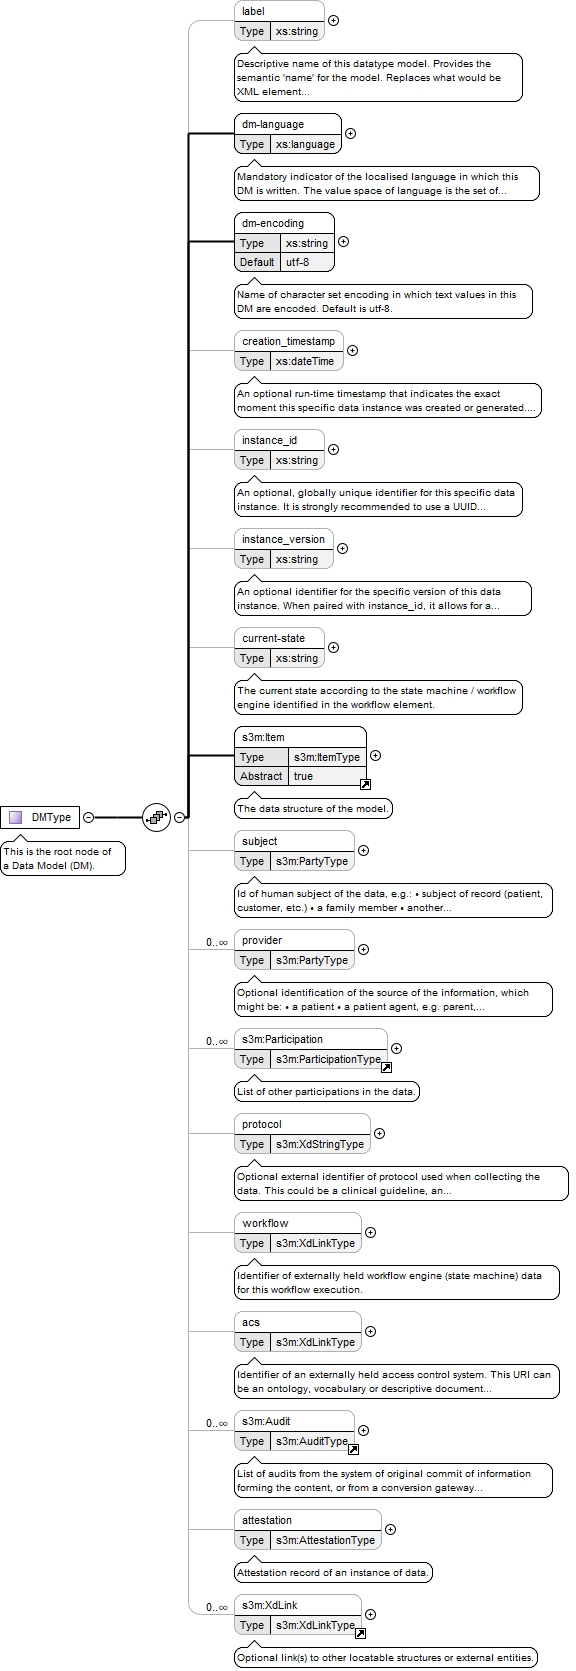 label
Type xs:string
Descriptive name of this datatype model. Provides the
semantic 'name' for the model. Replaces what would be
XML element...
dm-language
Type xs:language
Mandatory indicator of the localised language in which this
DM is written. The value space of language is the set of...
dm-encoding
Type xs:string
Default utf-8
Name of character set encoding in which text values in this
DM are encoded. Default is utf-8.
creation_timestamp
Type xs:dateTime
An optional run-time timestamp that indicates the exact
moment this specific data instance was created or generated....
instance_id
Type xs:string
An optional, globally unique identifier for this specific data
instance. It is strongly recommended to use a UUID...
instance_version
Type xs:string
An optional identifier for the specific version of this data
instance. When paired with instance_id, it allows for a...
current-state
Type xs:string
The current state according to the state machine / workflow
engine identified in the workflow element.
s3m:Item
Type s3m:ItemType
Abstract true
The data structure of the model.
DMType
This is the root node of
a Data Model (DM).
subject
Type s3m:PartyType
Id of human subject of the data, e.g.: • subject of record (patient,
customer, etc.) • a family member • another...
0..∞
provider
Type s3m:PartyType
Optional identification of the source of the information, which
might be: • a patient • a patient agent, e.g. parent,...
0..∞
s3m:Participation
Type s3m:ParticipationType
List of other participations in the data.
protocol
Type s3m:XdStringType
Optional external identifier of protocol used when collecting the
data. This could be a clinical guideline, an...
workflow
Type s3m:XdLinkType
Identifier of externally held workflow engine (state machine) data
for this workflow execution.
acs
Type s3m:XdLinkType
Identifier of an externally held access control system. This URI can
be an ontology, vocabulary or descriptive document...
0..∞
s3m:Audit
Type s3m:AuditType
List of audits from the system of original commit of information
forming the content, or from a conversion gateway...
attestation
Type s3m:AttestationType
Attestation record of an instance of data.
0..∞
s3m:XdLink
Type s3m:XdLinkType
Optional link(s) to other locatable structures or external entities.